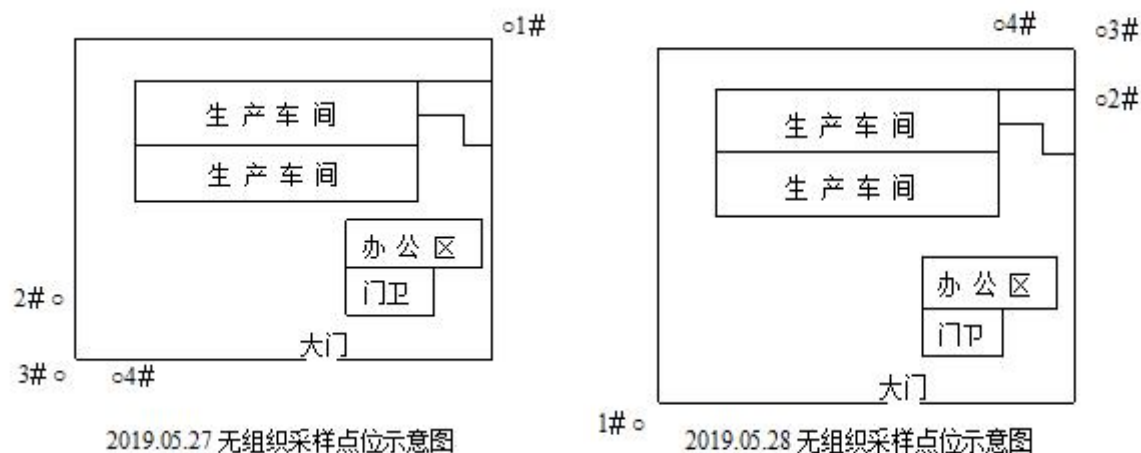 ○1#
生产车间
生产车间
办公区
门卫
2# ○
大门
3# ○
○4#
2019.05.27 无组织采样点位示意图
○4#
○3#
○2#
生产车间
生产车间
办公区
门卫
大门
1# ○
2019.05.28 无组织采样点位示意图